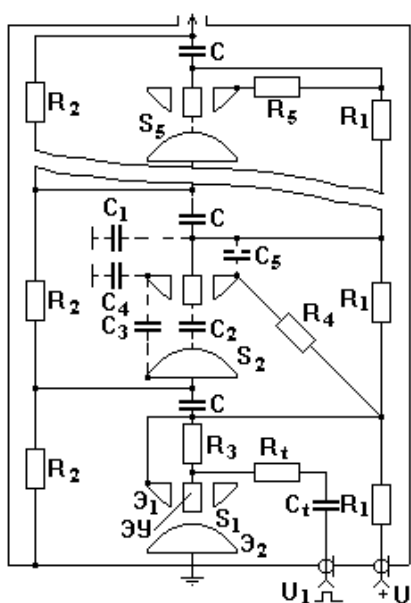 C
R₂
R₅
R₁
S₅
C
C₁
C₅
C₄
R₂
R₁
C₃
C₂
R₄
S₂
C
R₃
Rₜ
R₂
Э₁
Cₜ
R₁
ЭУ
S₁
Э₂
U₁
+ U